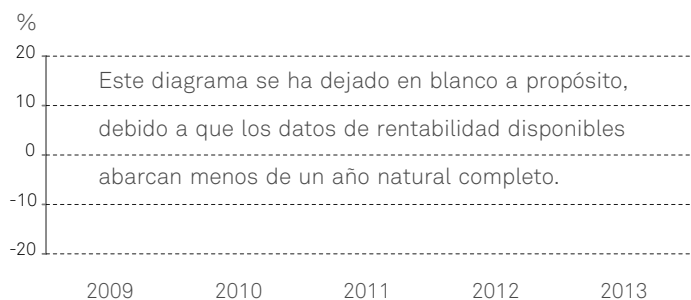 %
20
Este diagrama se ha dejado en blanco a propósito,
10
debido a que los datos de rentabilidad disponibles
0
abarcan menos de un año natural completo.
-10
-20
2009 2010 2011 2012 2013